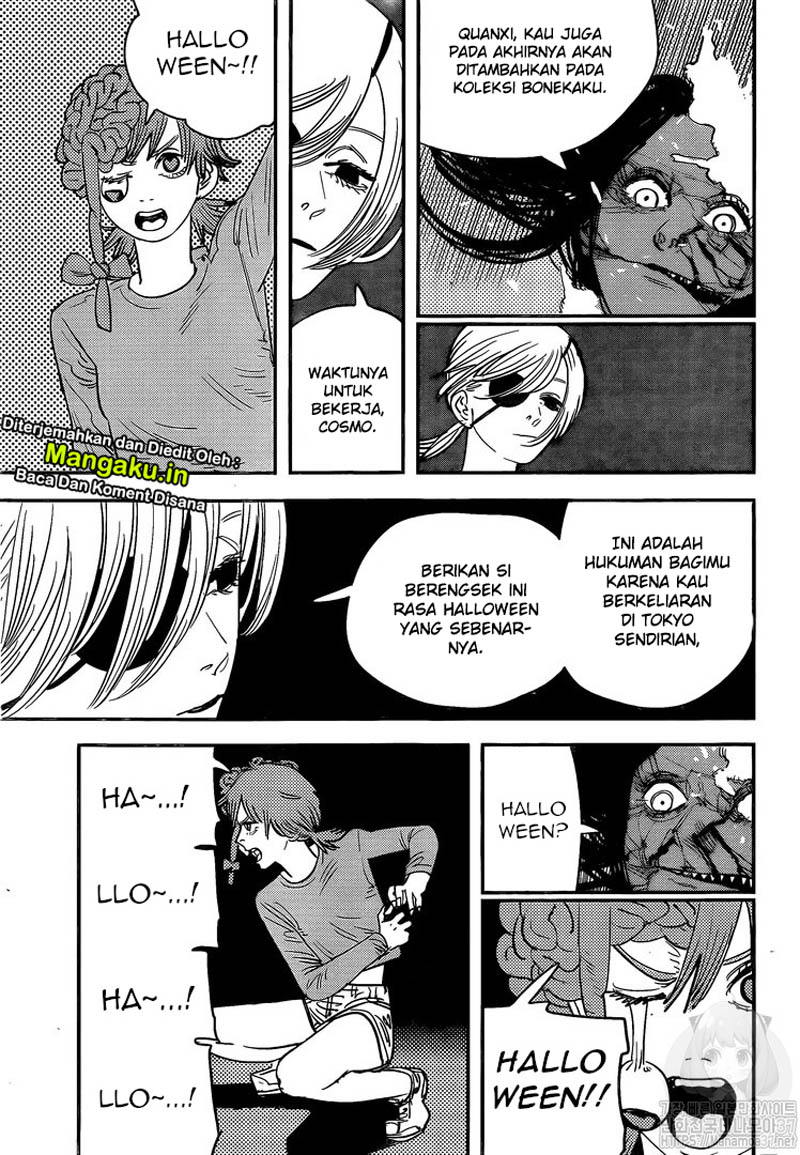 QUANXI, KAU JUGA
PADA AKHIRNYA AKAN
DITAMBAHKAN PADA
KOLEKSI BONEKAKU.
WAKTUNYA
UNTUK
BEKERJA,
COSMO.
HALLO
WEEN~!!
Diterjemahkan dan Diedit Oleh :
Mangaku.in
Baca Dan Koment Disana
INI ADALAH
HUKUMAN BAGIMU
KARENA KAU
BERKELIARAN
DI TOKYO
SENDIRIAN,
BERIKAN SI
BERENGSEK INI
RASA HALLOWEEN
YANG SEBENAR-
NYA.
HALLO
WEEN?
HALLO
WEEN!!
HA~...!
LLO~...!
HA~...!
LLO~...!